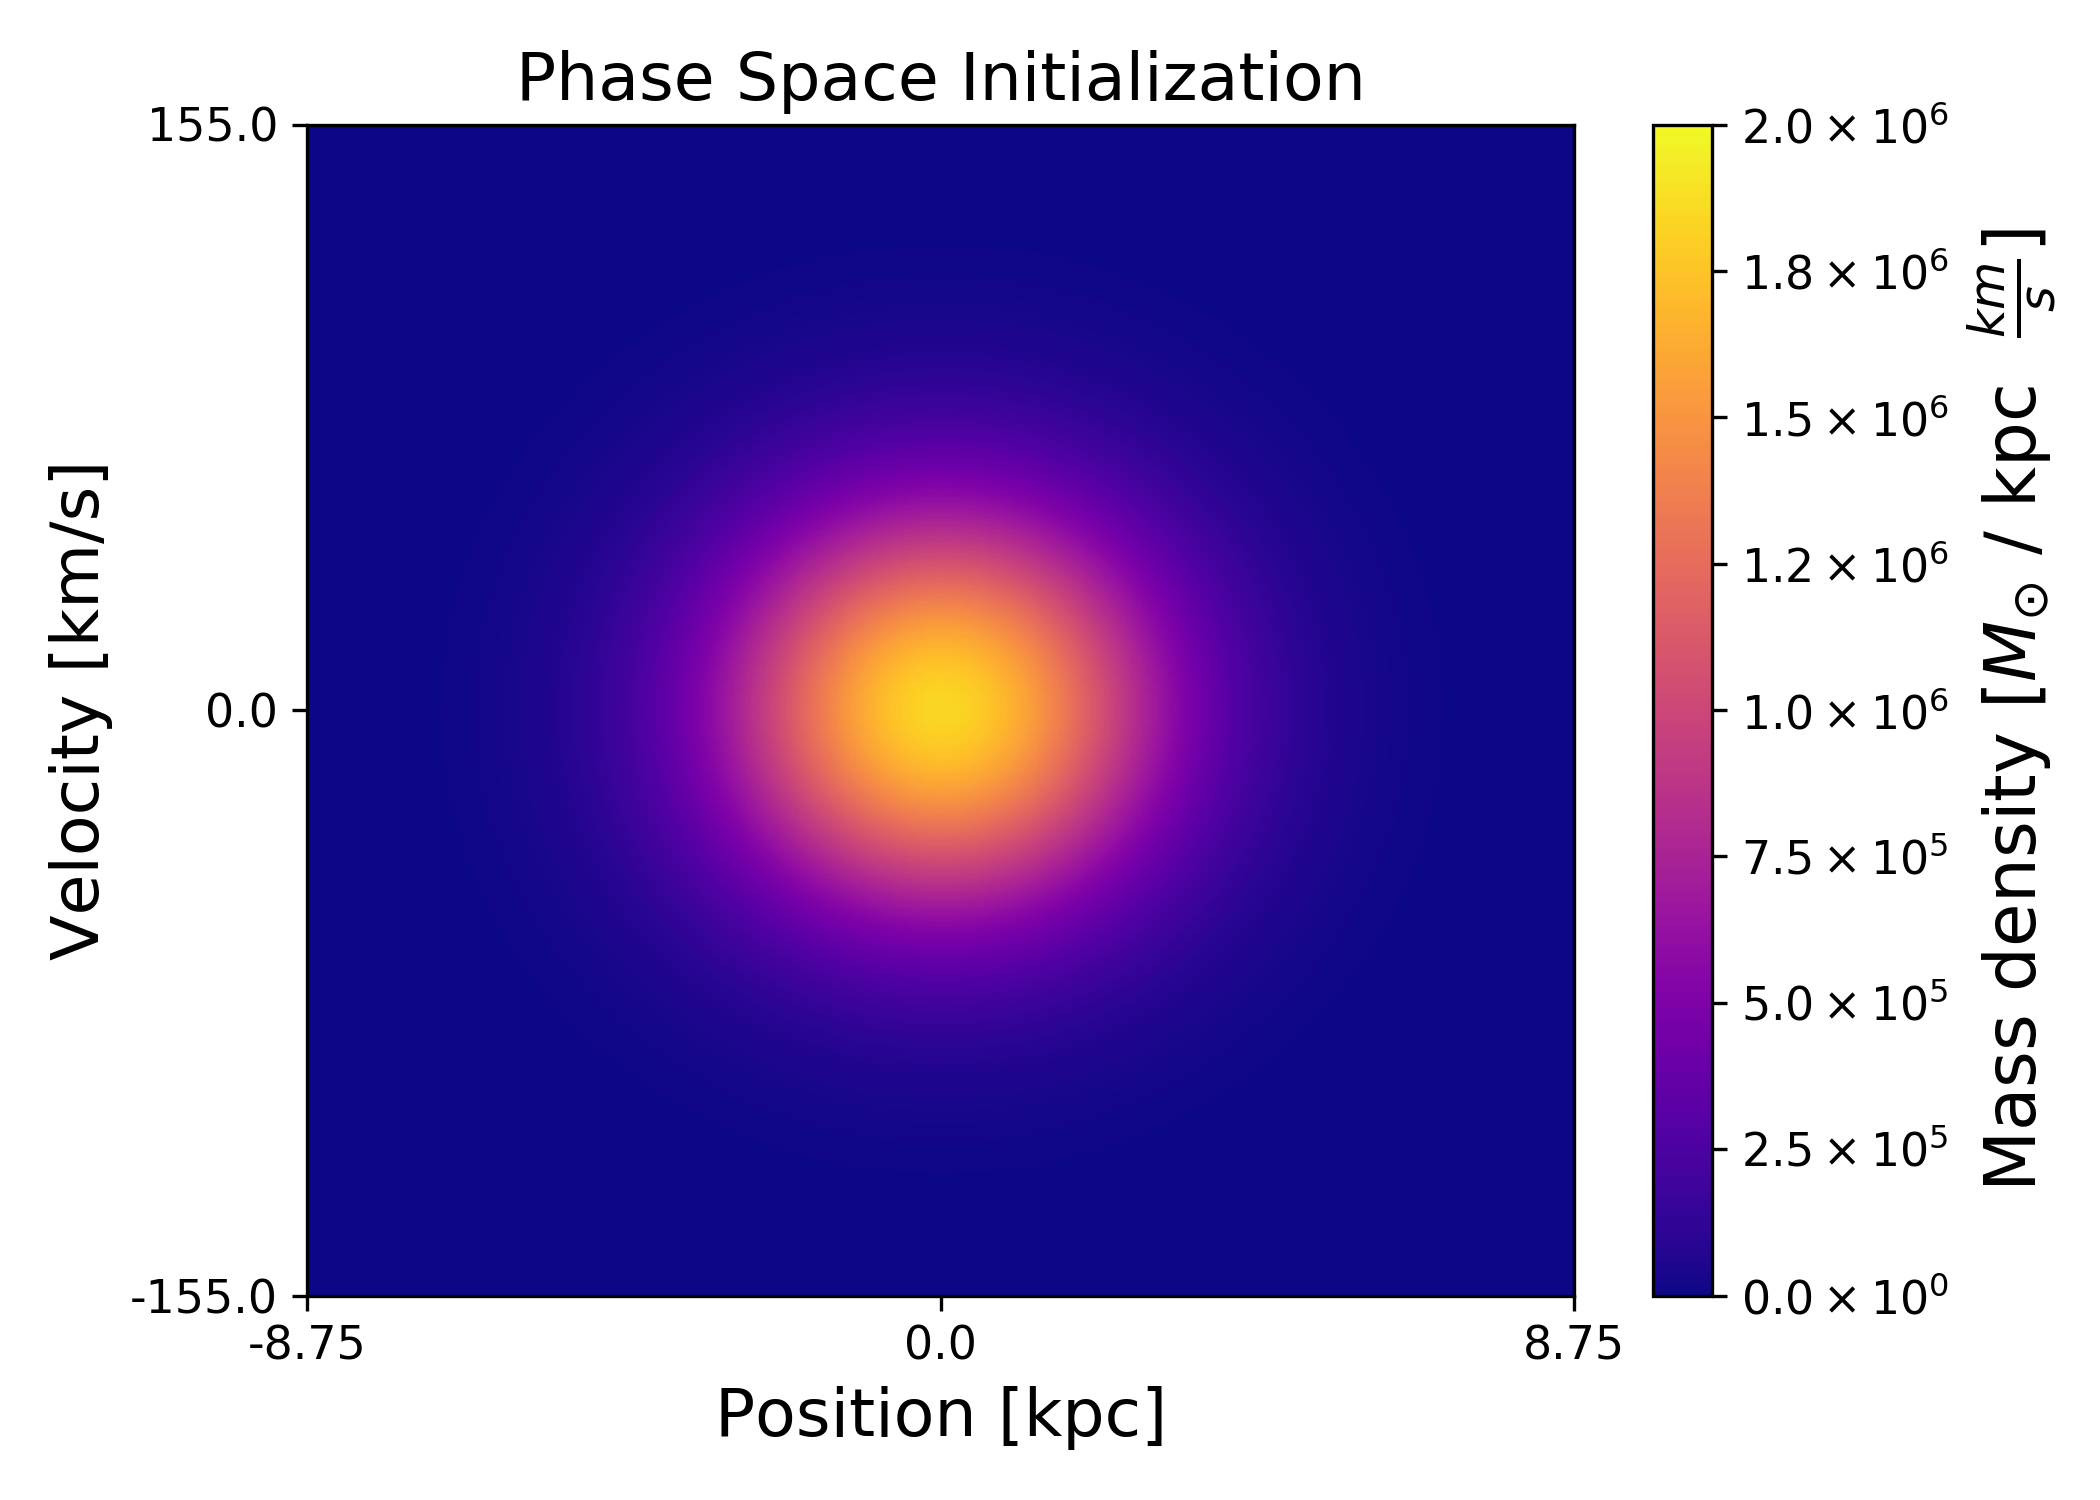 Phase Space Initialization
Velocity [km/s]
155.0
0.0
-155.0
-8.75
0.0
8.75
Position [kpc]
2.0 × 10⁶
1.8 × 10⁶
1.5 × 10⁶
1.2 × 10⁶
1.0 × 10⁶
7.5 × 10⁵
5.0 × 10⁵
2.5 × 10⁵
0.0 × 10⁰
Mass density [M⊙ / kpc km/s]